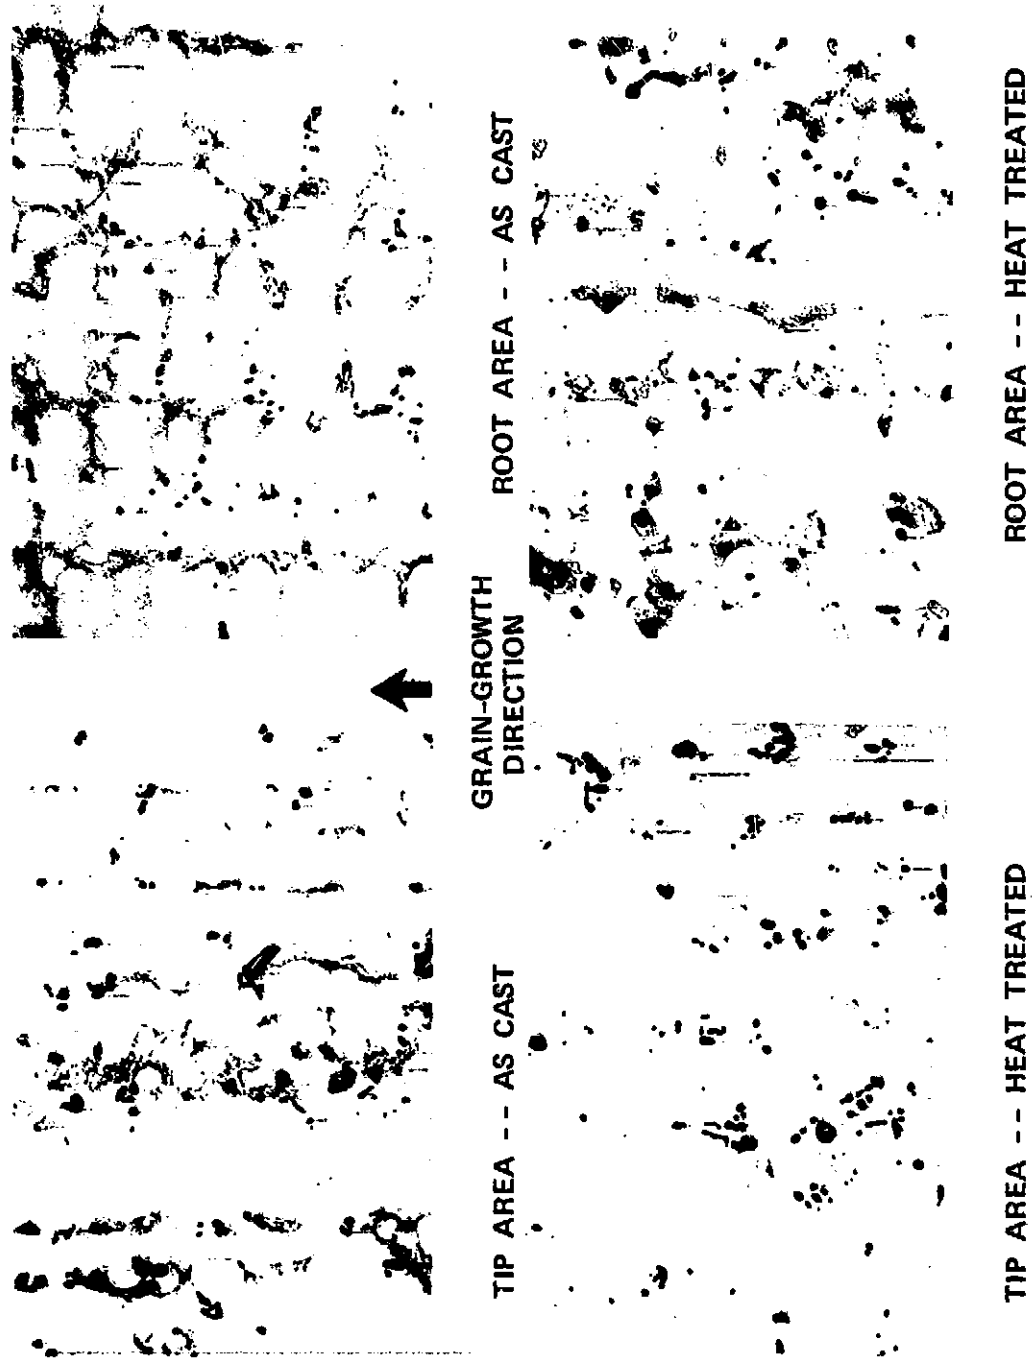 TIP AREA -- AS CAST
GRAIN-GROWTH
DIRECTION
ROOT AREA -- AS CAST
TIP AREA -- HEAT TREATED
ROOT AREA -- HEAT TREATED